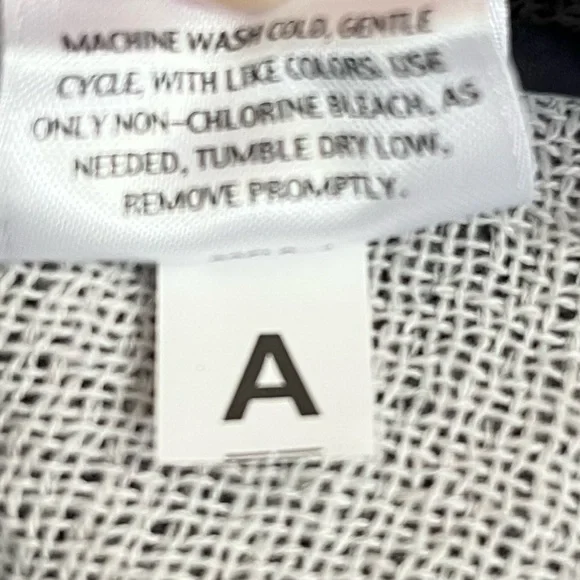 MACHINE WASH COLD, GENTLE
CYCLE WITH LIKE COLORS. USE
ONLY NON-CHLORINE BLEACH, AS
NEEDED, TUMBLE DRY LOW.
REMOVE PROMPTLY.
A